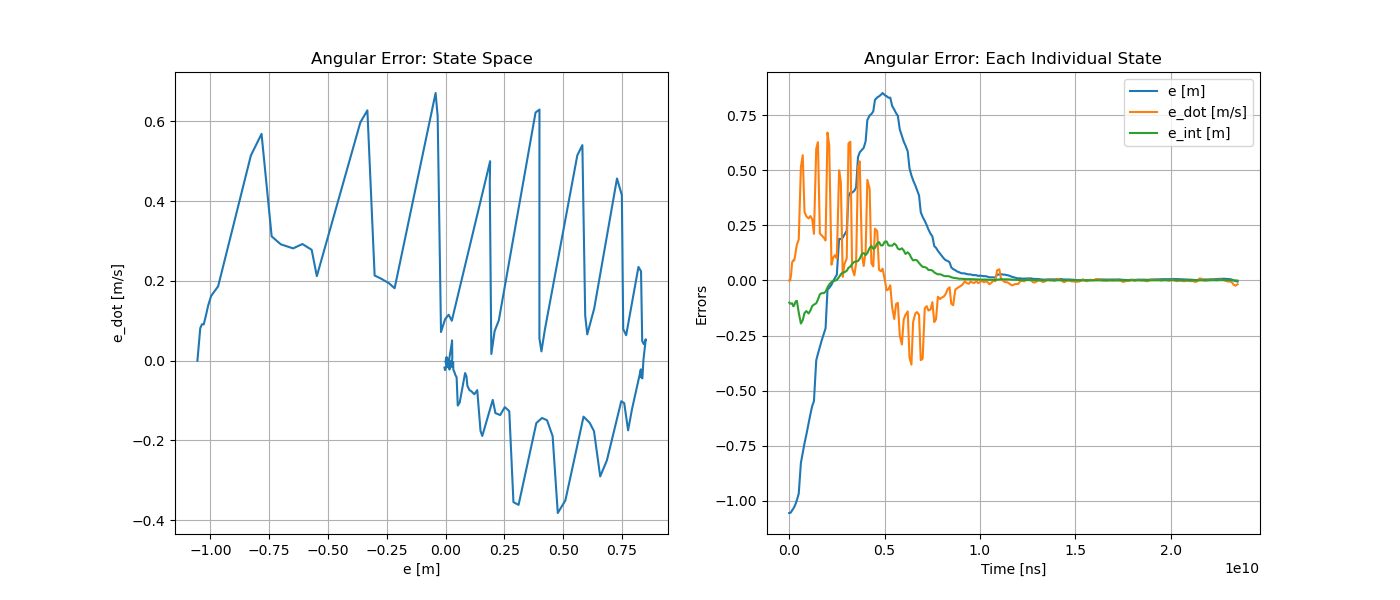 Angular Error: State Space
e_dot [m/s]
0.6
0.4
0.2
0.0
−0.2
−0.4
−1.00 −0.75 −0.50 −0.25 0.00 0.25 0.50 0.75
e [m]
Angular Error: Each Individual State
e [m]
e_dot [m/s]
e_int [m]
Errors
0.75
0.50
0.25
0.00
−0.25
−0.50
−0.75
−1.00
0.0 0.5 1.0 1.5 2.0
1e10
Time [ns]